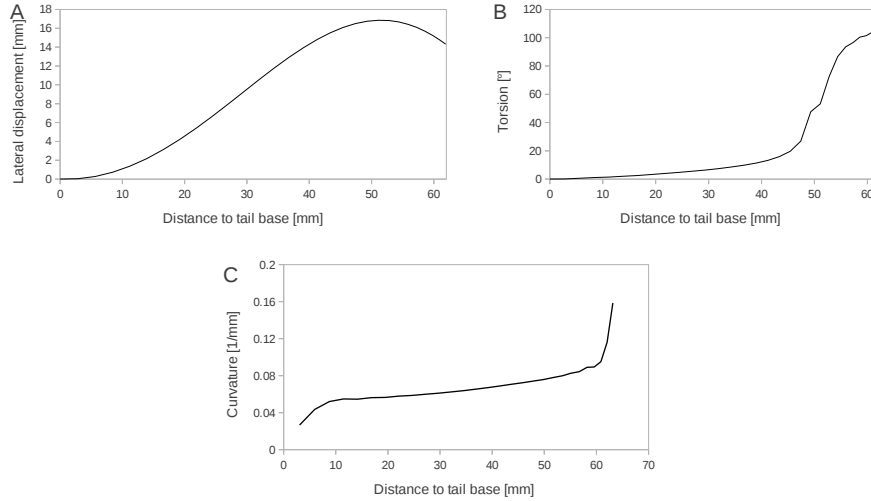 A
Lateral displacement [mm]
18
16
14
12
10
8
6
4
2
0
0 10 20 30 40 50 60
Distance to tail base [mm]
B
Torsion [°]
120
100
80
60
40
20
0
0 10 20 30 40 50 60
Distance to tail base [mm]
C
Curvature [1/mm]
0.2
0.16
0.12
0.08
0.04
0
0 10 20 30 40 50 60 70
Distance to tail base [mm]